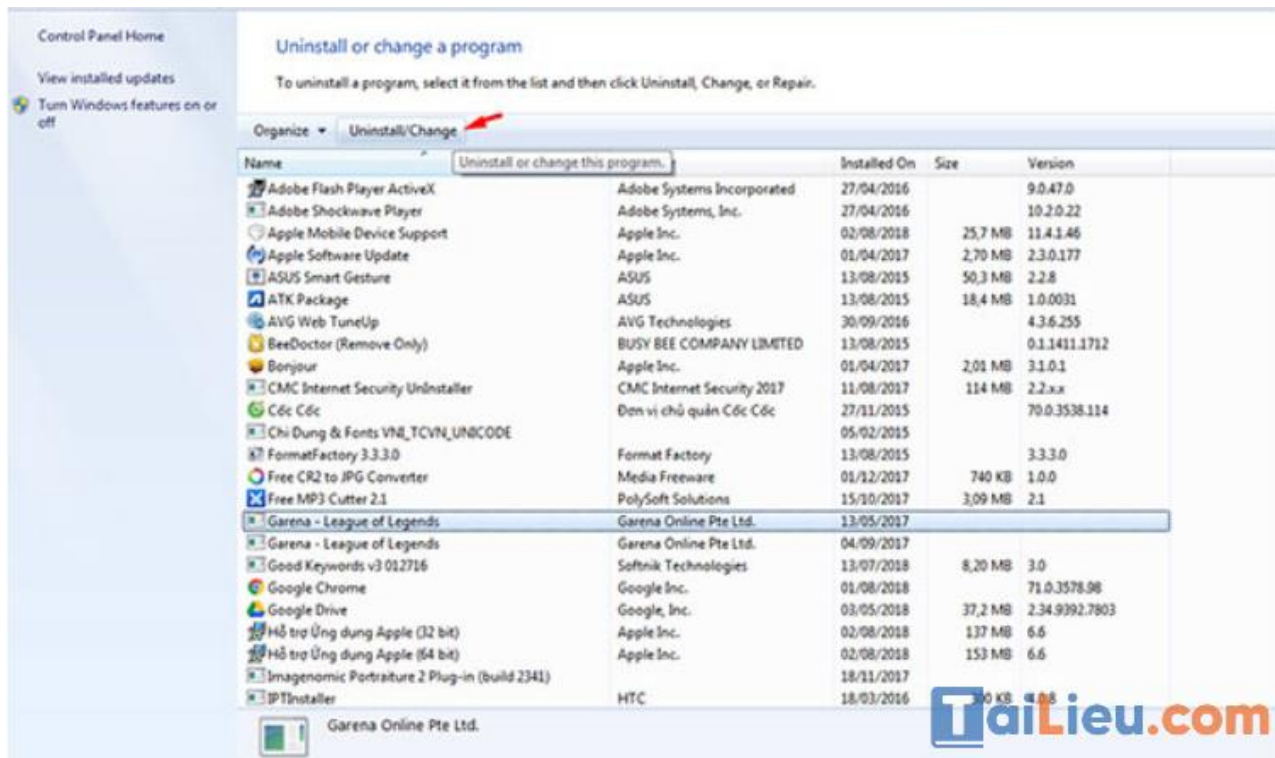 Control Panel Home
View installed updates
Turn Windows features on or
off
Uninstall or change a program
To uninstall a program, select it from the list and then click Uninstall, Change, or Repair.
Organize Uninstall/Change
Name Installed On Size Version
Uninstall or change this program.
Adobe Flash Player ActiveX Adobe Systems Incorporated 27/04/2016 9.0.47.0
Adobe Shockwave Player Adobe Systems, Inc. 27/04/2016 10.2.0.22
Apple Mobile Device Support Apple Inc. 02/08/2018 25,7 MB 11.4.1.46
Apple Software Update Apple Inc. 01/04/2017 2,70 MB 2.3.0.177
ASUS Smart Gesture ASUS 13/08/2015 50,3 MB 2.2.8
ATK Package ASUS 13/08/2015 18,4 MB 1.0.0031
AVG Web TuneUp AVG Technologies 30/09/2016 4.3.6.255
BeeDoctor (Remove Only) BUSY BEE COMPANY LIMITED 13/08/2015 0.1.1411.1712
Bonjour Apple Inc. 01/04/2017 2,01 MB 3.1.0.1
CMC Internet Security UnInstaller CMC Internet Security 2017 11/08/2017 114 MB 2.2.x.x
Cốc Cốc Đơn vị chủ quản Cốc Cốc 27/11/2015 70.0.3538.114
Chi Dung & Fonts VNI_TCVN_UNICODE 05/02/2015
FormatFactory 3.3.3.0 Format Factory 13/08/2015 3.3.3.0
Free CR2 to JPG Converter Media Freeware 01/12/2017 740 KB 1.0.0
Free MP3 Cutter 2.1 PolySoft Solutions 15/10/2017 3,09 MB 2.1
Garena - League of Legends Garena Online Pte Ltd. 13/05/2017
Garena - League of Legends Garena Online Pte Ltd. 04/09/2017
Good Keywords v3 012716 Softnik Technologies 13/07/2018 8,20 MB 3.0
Google Chrome Google Inc. 01/08/2018 71.0.3578.98
Google Drive Google, Inc. 03/05/2018 37,2 MB 2.34.9392.7803
Hỗ trợ Ứng dụng Apple (32 bit) Apple Inc. 02/08/2018 137 MB 6.6
Hỗ trợ Ứng dụng Apple (64 bit) Apple Inc. 02/08/2018 153 MB 6.6
Imagenomic Portraiture 2 Plug-in (build 2341) 18/11/2017
IPTInstaller HTC 18/03/2016 KB 4.0.8
Garena Online Pte Ltd.
TaiLieu.com